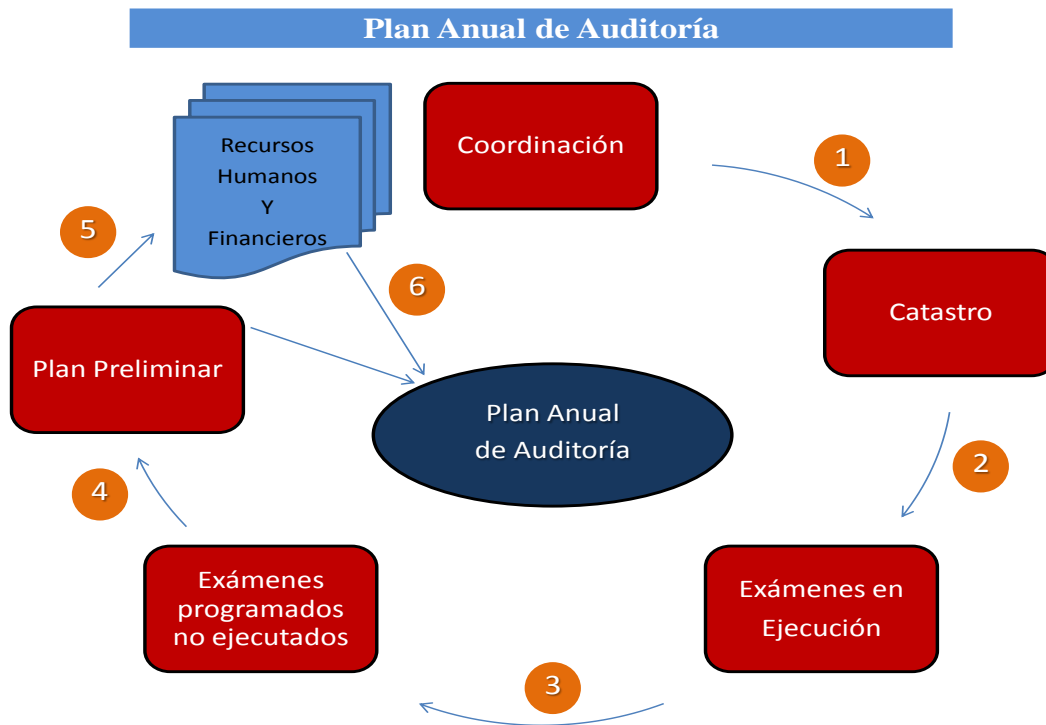 Plan Anual de Auditoría
Recursos
Humanos
Y
Financieros
Coordinación
1
Catastro
2
Exámenes en
Ejecución
3
Exámenes
programados
no ejecutados
4
Plan Preliminar
5
6
Plan Anual
de Auditoría